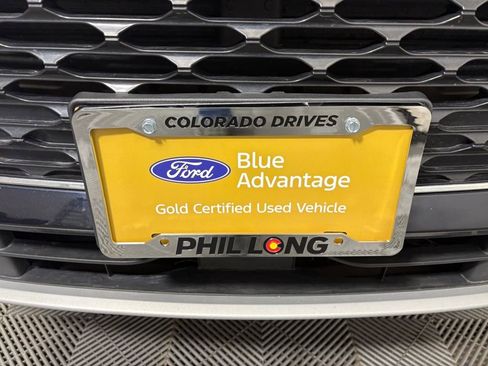 COLORADO DRIVES
Ford
Blue
Advantage
Gold Certified Used Vehicle
PHIL LONG